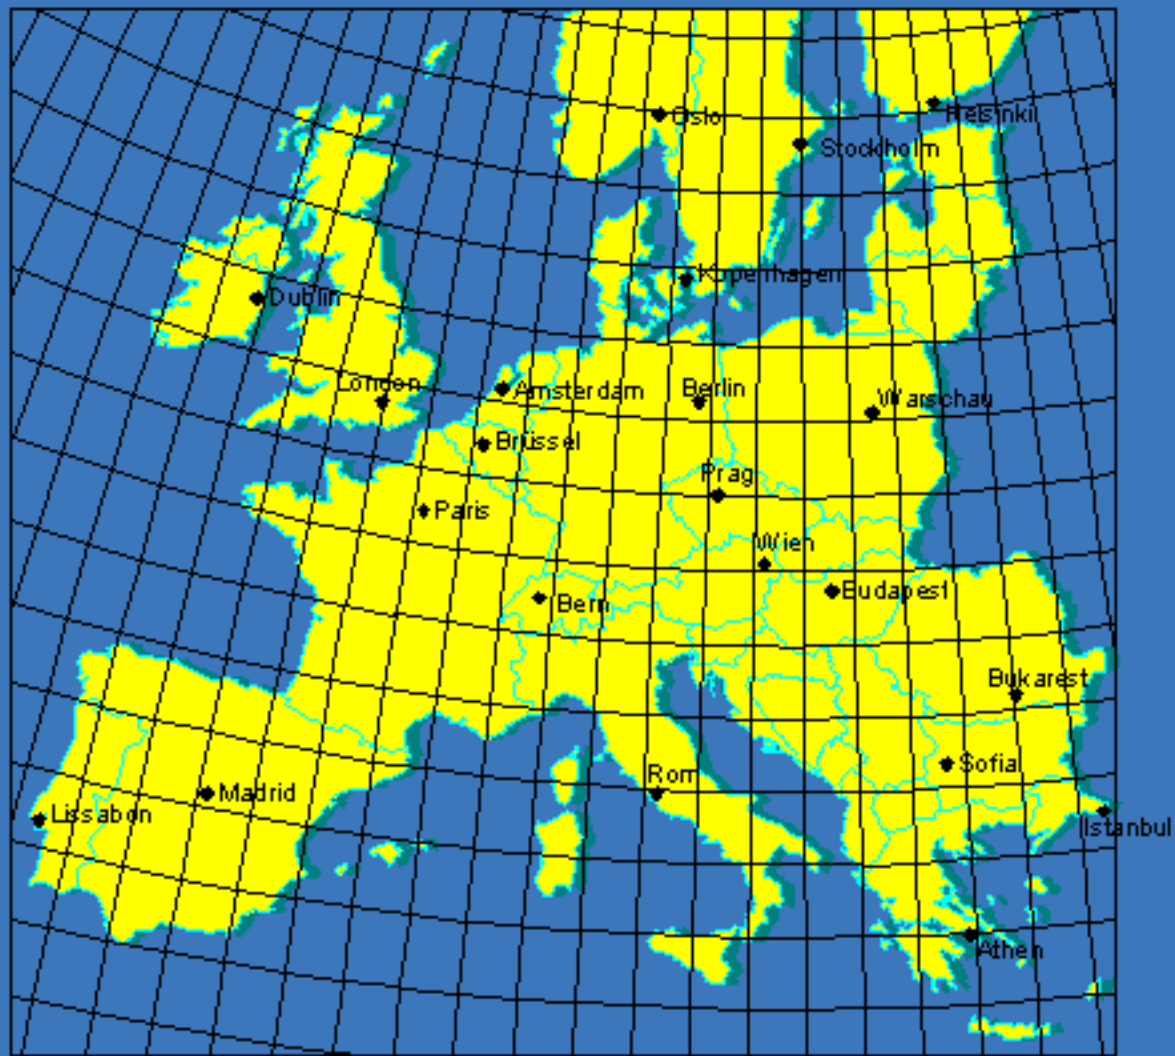 Oslo
Helsinki
Stockholm
Kopenhagen
Dublin
London
Amsterdam
Berlin
Warschau
Brüssel
Prag
Paris
Wien
Budapest
Bern
Bukarest
Sofia
Rom
Madrid
Lissabon
Istanbul
Athen